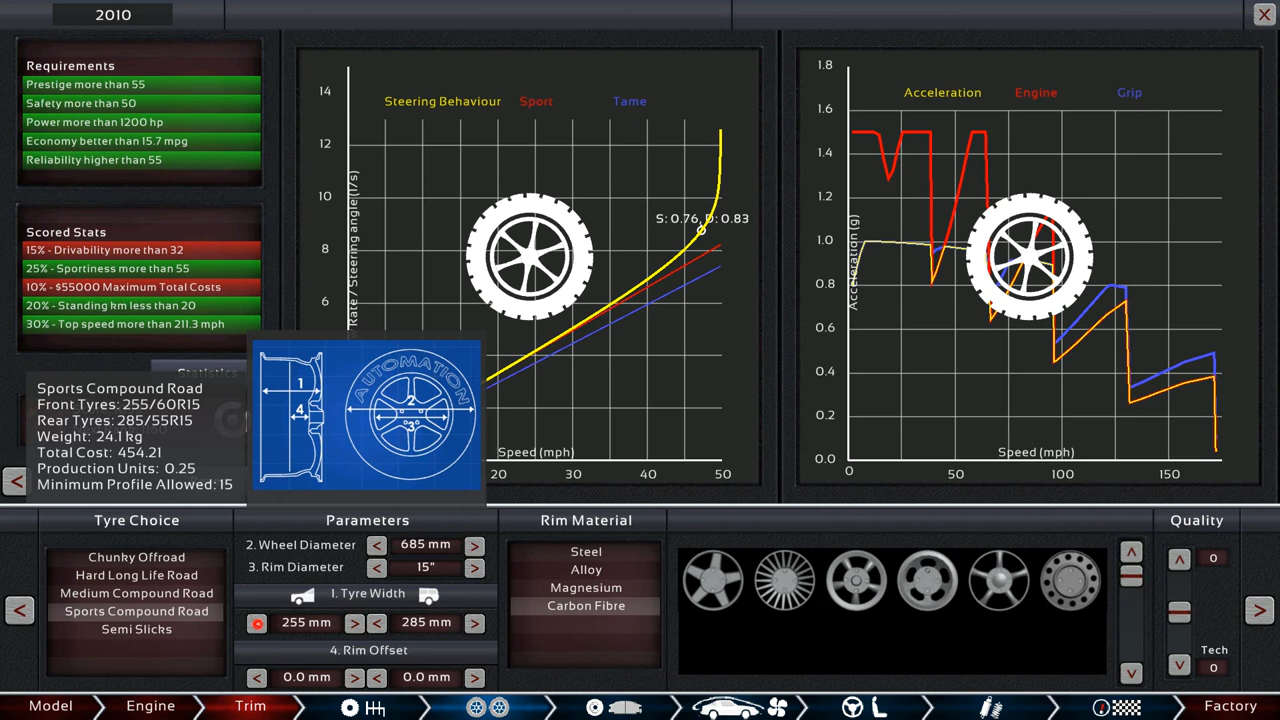 2010
X
Requirements
Prestige more than 55
Safety more than 50
Power more than 1200 hp
Economy better than 15.7 mpg
Reliability higher than 55
Scored Stats
15% - Drivability more than 32
25% - Sportiness more than 55
10% - $55000 Maximum Total Costs
20% - Standing km less than 20
30% - Top speed more than 211.3 mph
Statistics
Sports Compound Road
Front Tyres: 255/60R15
Rear Tyres: 285/55R15
Weight: 24.1 kg
Total Cost: 454.21
Production Units: 0.25
Minimum Profile Allowed: 15
1
4
2
3
AUTOMATION
Steering Behaviour Sport Tame
14
12
10
8
6
Rate / Steering angle (l/s)
S: 0.76, D: 0.83
20 30 40 50
Speed (mph)
Acceleration Engine Grip
1.8
1.6
1.4
1.2
1.0
0.8
0.6
0.4
0.2
0.0
Acceleration (g)
0 50 100 150
Speed (mph)
Tyre Choice
Chunky Offroad
Hard Long Life Road
Medium Compound Road
Sports Compound Road
Semi Slicks
Parameters
2. Wheel Diameter < 685 mm >
3. Rim Diameter < 15" >
1. Tyre Width
255 mm > < 285 mm >
4. Rim Offset
< 0.0 mm > < 0.0 mm >
Rim Material
Steel
Alloy
Magnesium
Carbon Fibre
Quality
0
Tech
0
Model Engine Trim Factory